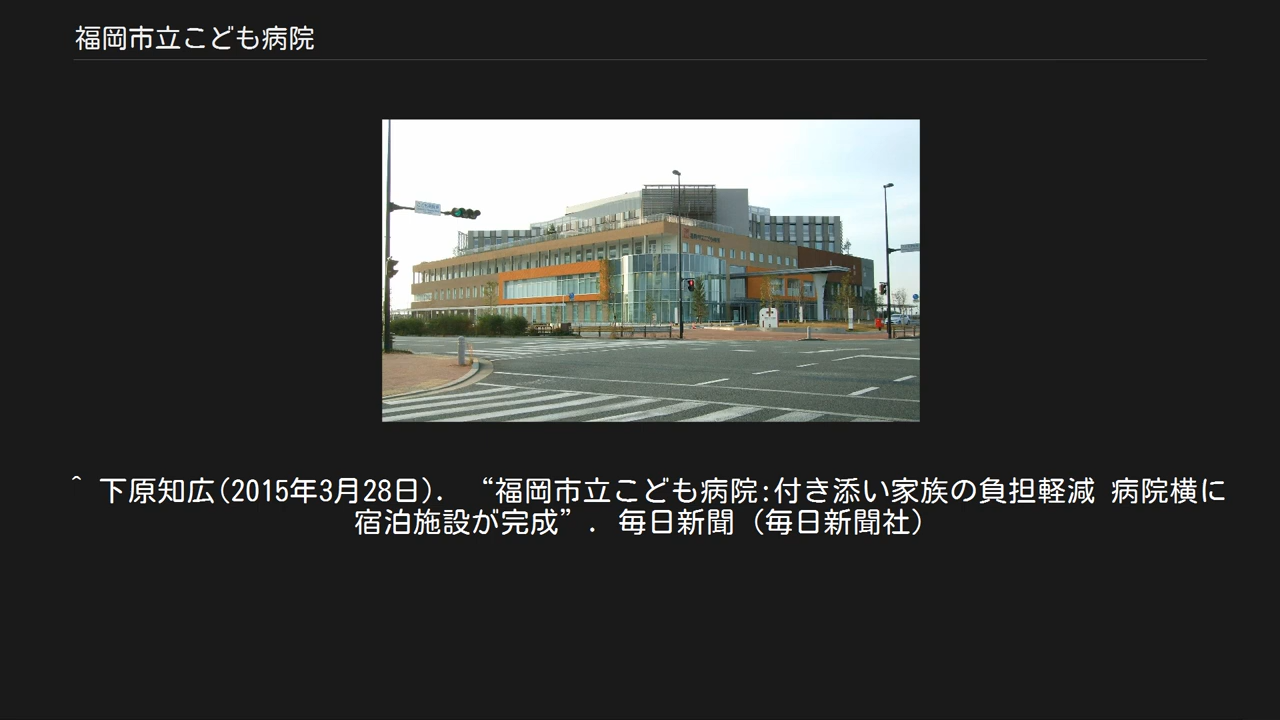 福岡市立こども病院
^ 下原知広(2015年3月28日). “福岡市立こども病院:付き添い家族の負担軽減 病院横に
宿泊施設が完成”. 毎日新聞 (毎日新聞社)